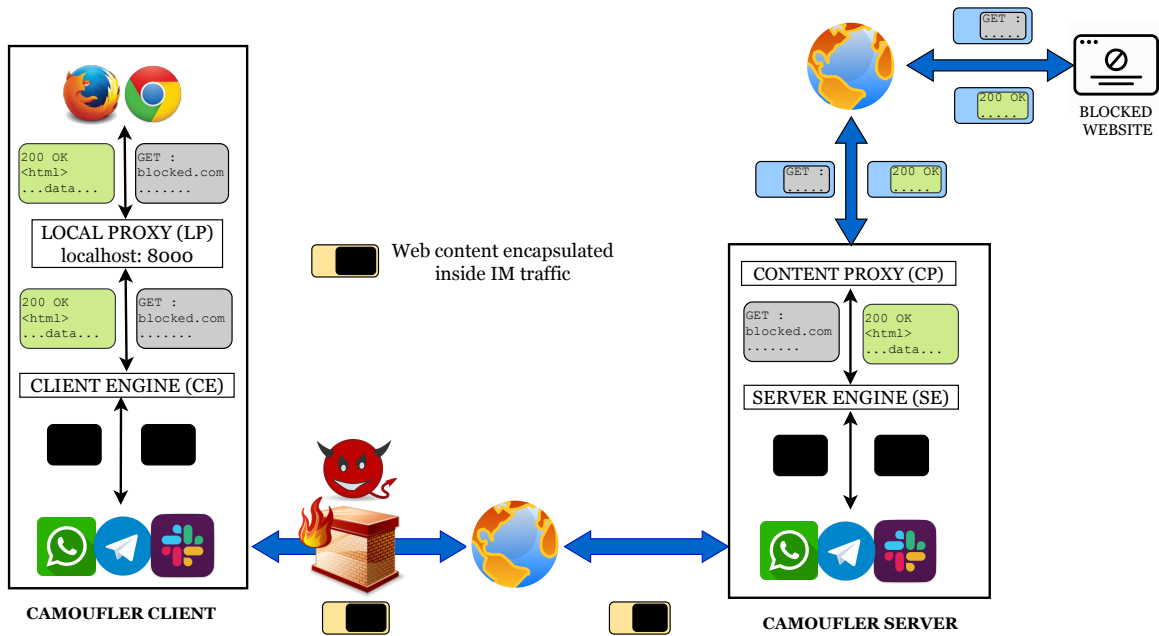 GET :
.....
200 OK
.....
BLOCKED
WEBSITE
200 OK
<html>
...data...
GET :
blocked.com
.......
GET :
.....
200 OK
.....
LOCAL PROXY (LP)
localhost: 8000
Web content encapsulated
inside IM traffic
CONTENT PROXY (CP)
200 OK
<html>
...data...
GET :
blocked.com
.......
GET :
blocked.com
.......
200 OK
<html>
...data...
CLIENT ENGINE (CE)
SERVER ENGINE (SE)
CAMOUFLER CLIENT
CAMOUFLER SERVER